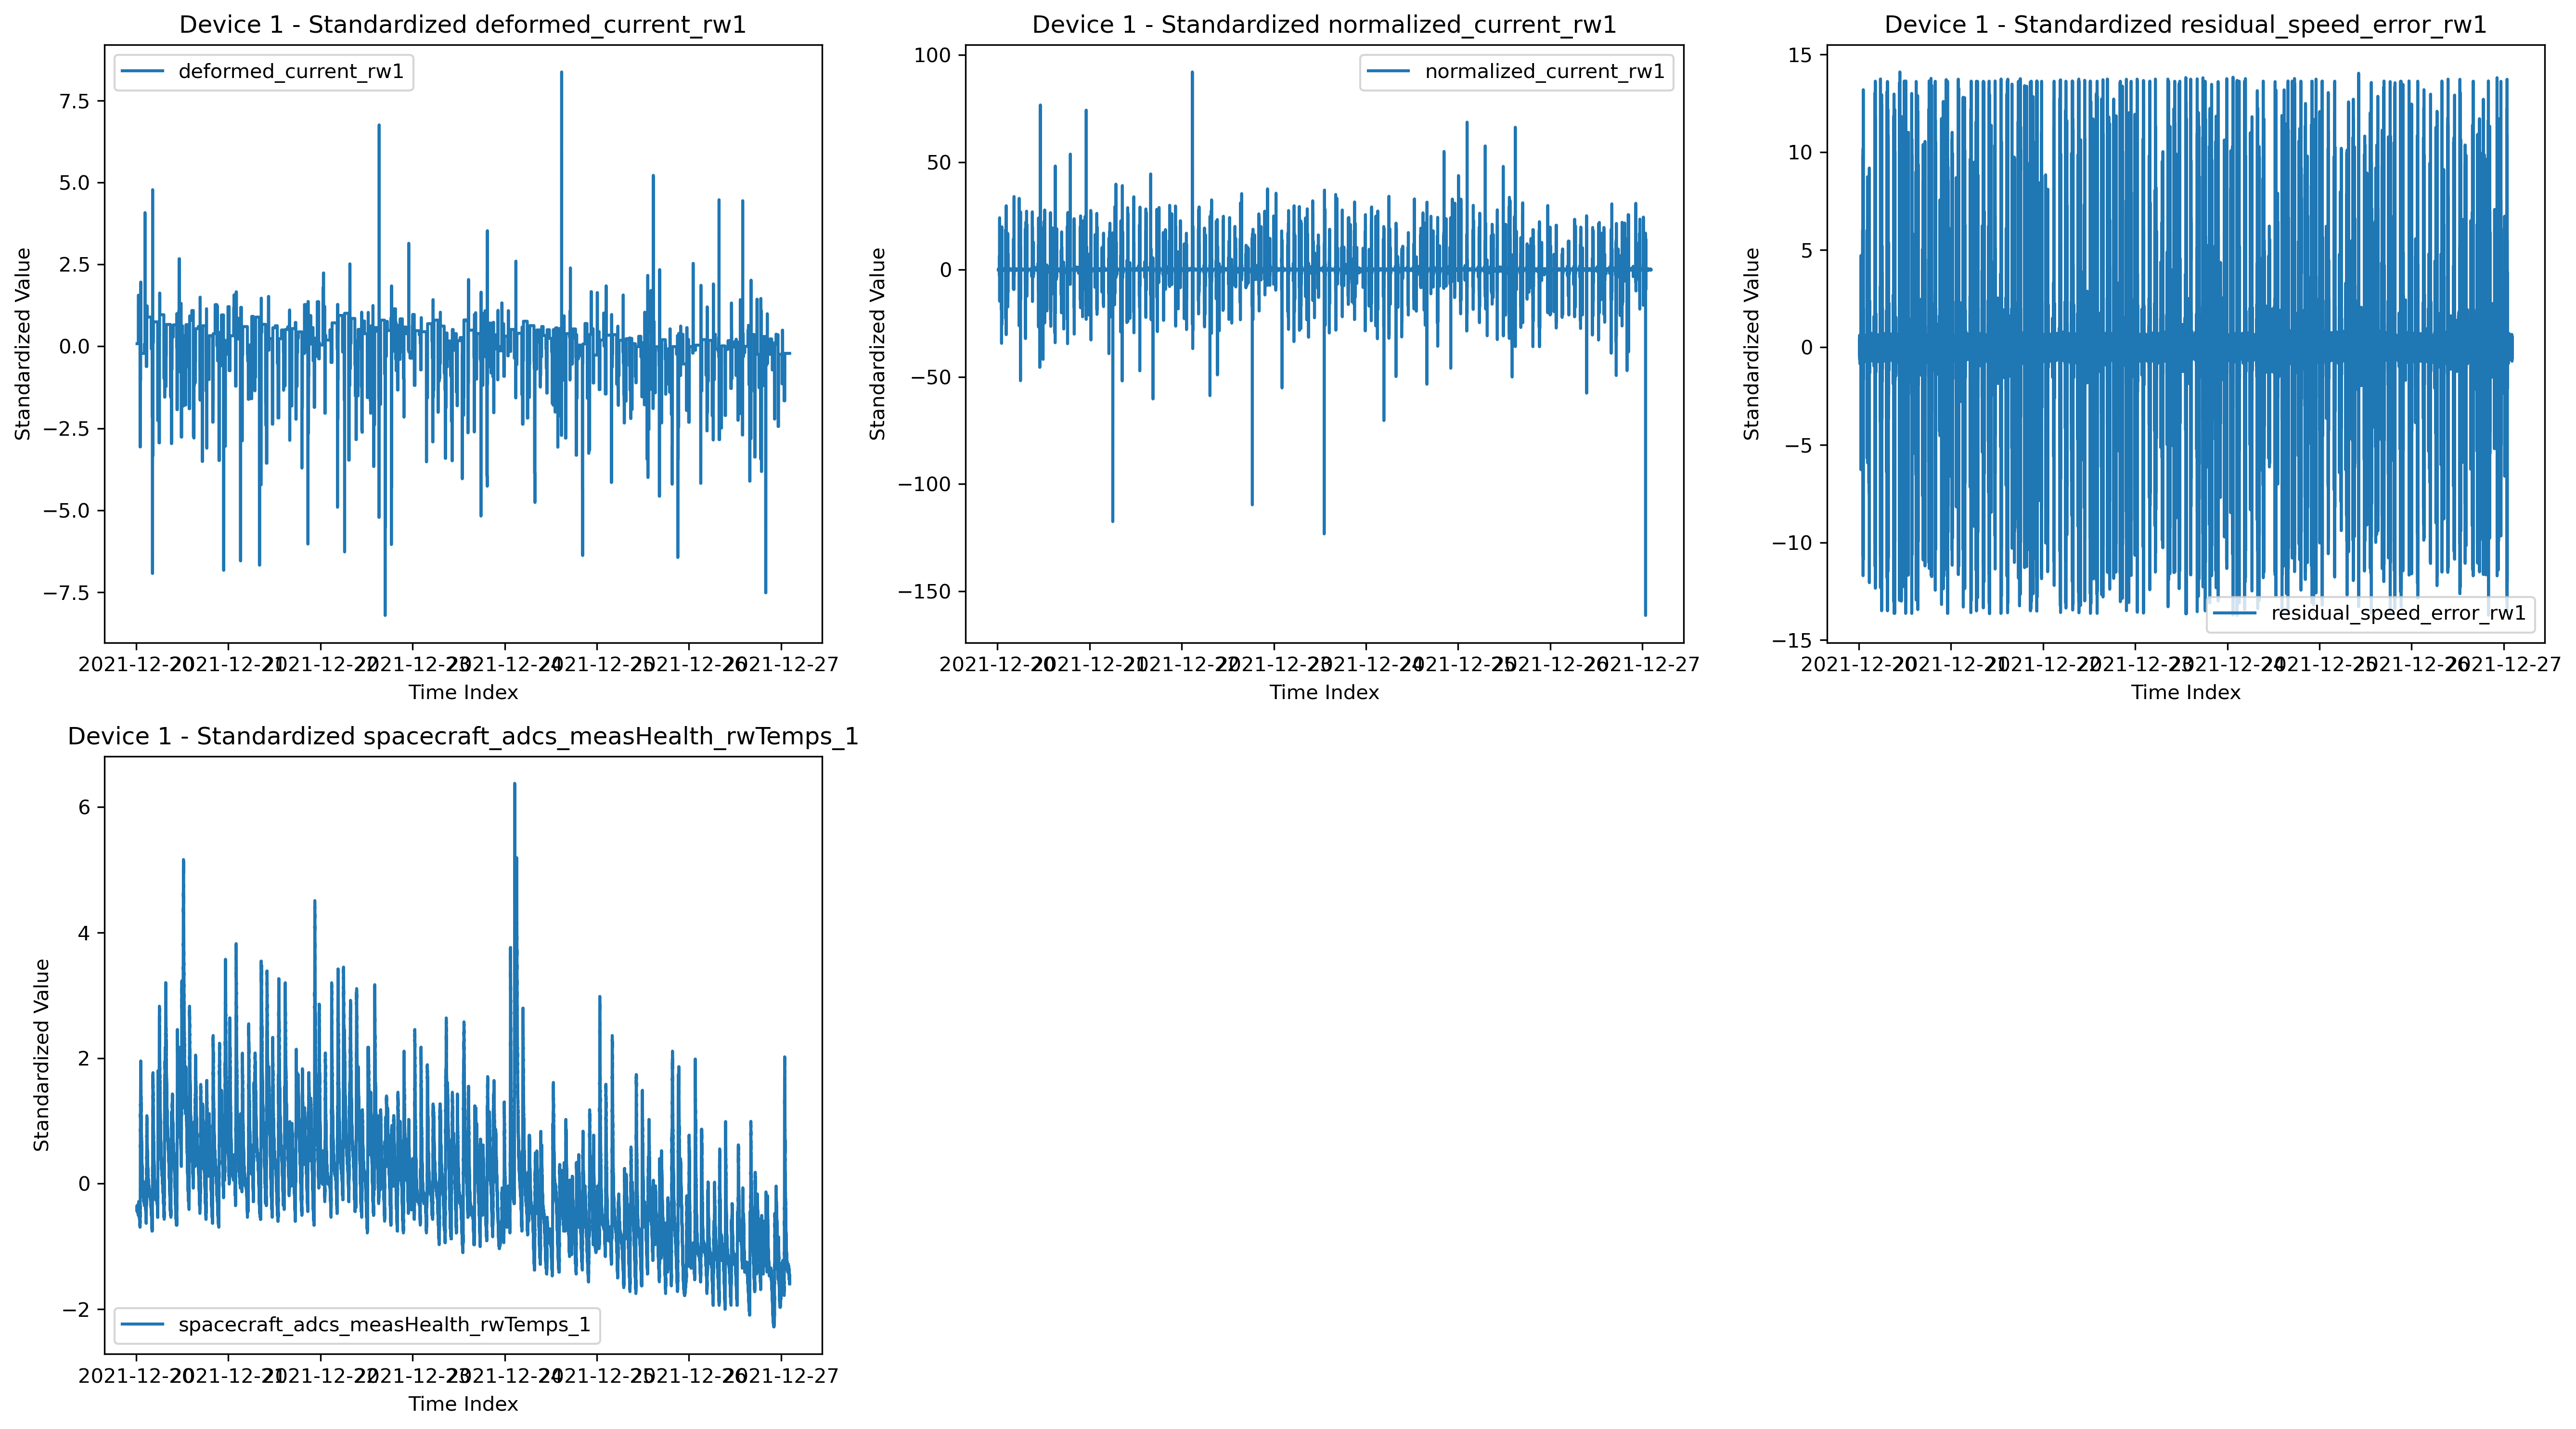 Device 1 - Standardized deformed_current_rw1
deformed_current_rw1
7.5
5.0
2.5
0.0
−2.5
−5.0
−7.5
Standardized Value
2021-12-20 2021-12-21 2021-12-22 2021-12-23 2021-12-24 2021-12-25 2021-12-26 2021-12-27
Time Index
Device 1 - Standardized normalized_current_rw1
normalized_current_rw1
100
50
0
−50
−100
−150
Standardized Value
2021-12-20 2021-12-21 2021-12-22 2021-12-23 2021-12-24 2021-12-25 2021-12-26 2021-12-27
Time Index
Device 1 - Standardized residual_speed_error_rw1
15
10
5
0
−5
−10
−15
Standardized Value
residual_speed_error_rw1
2021-12-20 2021-12-21 2021-12-22 2021-12-23 2021-12-24 2021-12-25 2021-12-26 2021-12-27
Time Index
Device 1 - Standardized spacecraft_adcs_measHealth_rwTemps_1
6
4
2
0
−2
Standardized Value
spacecraft_adcs_measHealth_rwTemps_1
2021-12-20 2021-12-21 2021-12-22 2021-12-23 2021-12-24 2021-12-25 2021-12-26 2021-12-27
Time Index